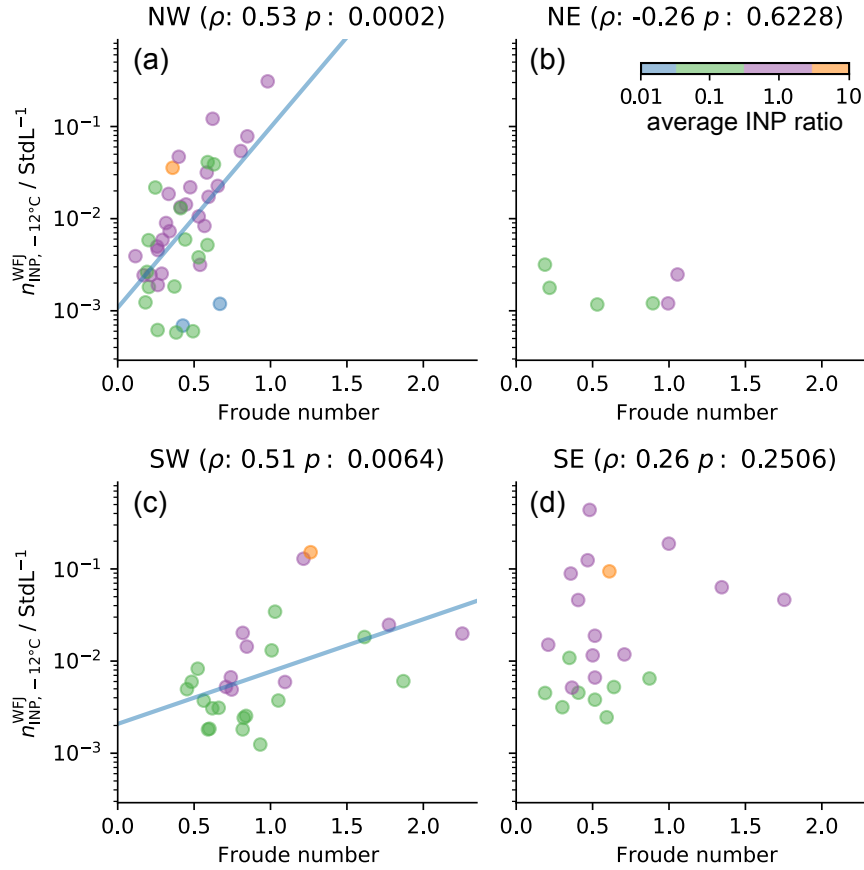 NW (ρ: 0.53 p : 0.0002)
(a)
n^WFJ_INP, −12°C / StdL^−1
10^−1
10^−2
10^−3
0.0 0.5 1.0 1.5 2.0
Froude number
NE (ρ: -0.26 p : 0.6228)
(b)
0.01 0.1 1.0 10
average INP ratio
0.0 0.5 1.0 1.5 2.0
Froude number
SW (ρ: 0.51 p : 0.0064)
(c)
n^WFJ_INP, −12°C / StdL^−1
10^−1
10^−2
10^−3
0.0 0.5 1.0 1.5 2.0
Froude number
SE (ρ: 0.26 p : 0.2506)
(d)
0.0 0.5 1.0 1.5 2.0
Froude number